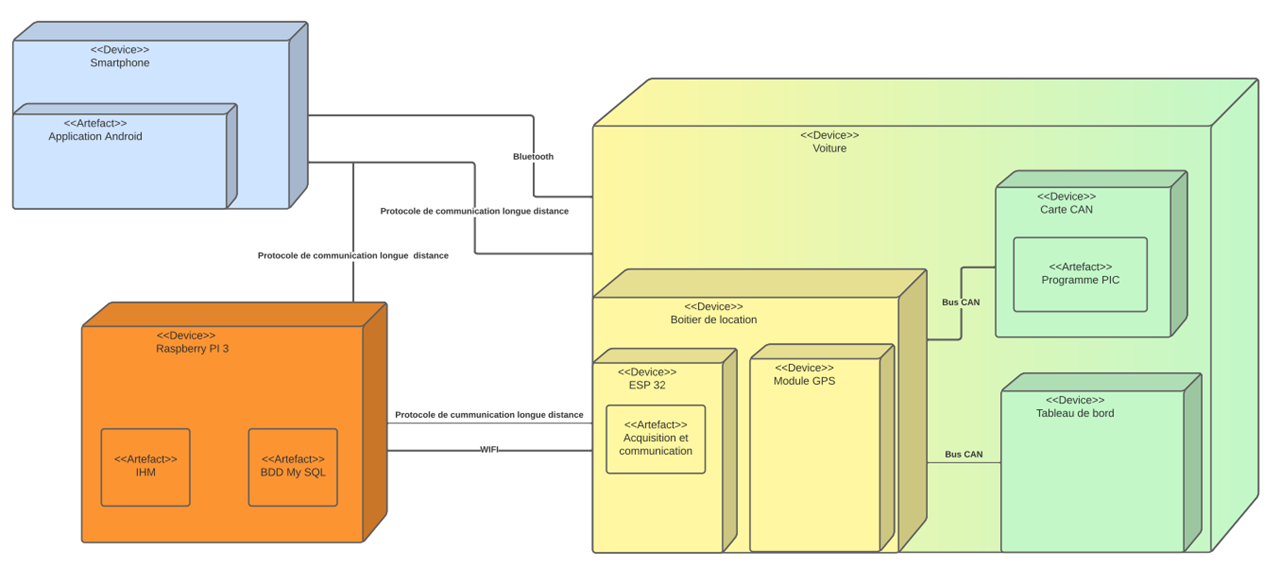 <<Device>>
Smartphone
<<Artefact>>
Application Android
Bluetooth
Protocole de communication longue distance
Protocole de communication longue  distance
<<Device>>
Raspberry PI 3
<<Artefact>>
IHM
<<Artefact>>
BDD My SQL
Protocole de cummunication longue distance
WIFI
<<Device>>
Voiture
<<Device>>
Boitier de location
<<Device>>
ESP 32
<<Artefact>>
Acquisition et
communication
<<Device>>
Module GPS
Bus CAN
<<Device>>
Carte CAN
<<Artefact>>
Programme PIC
Bus CAN
<<Device>>
Tableau de bord